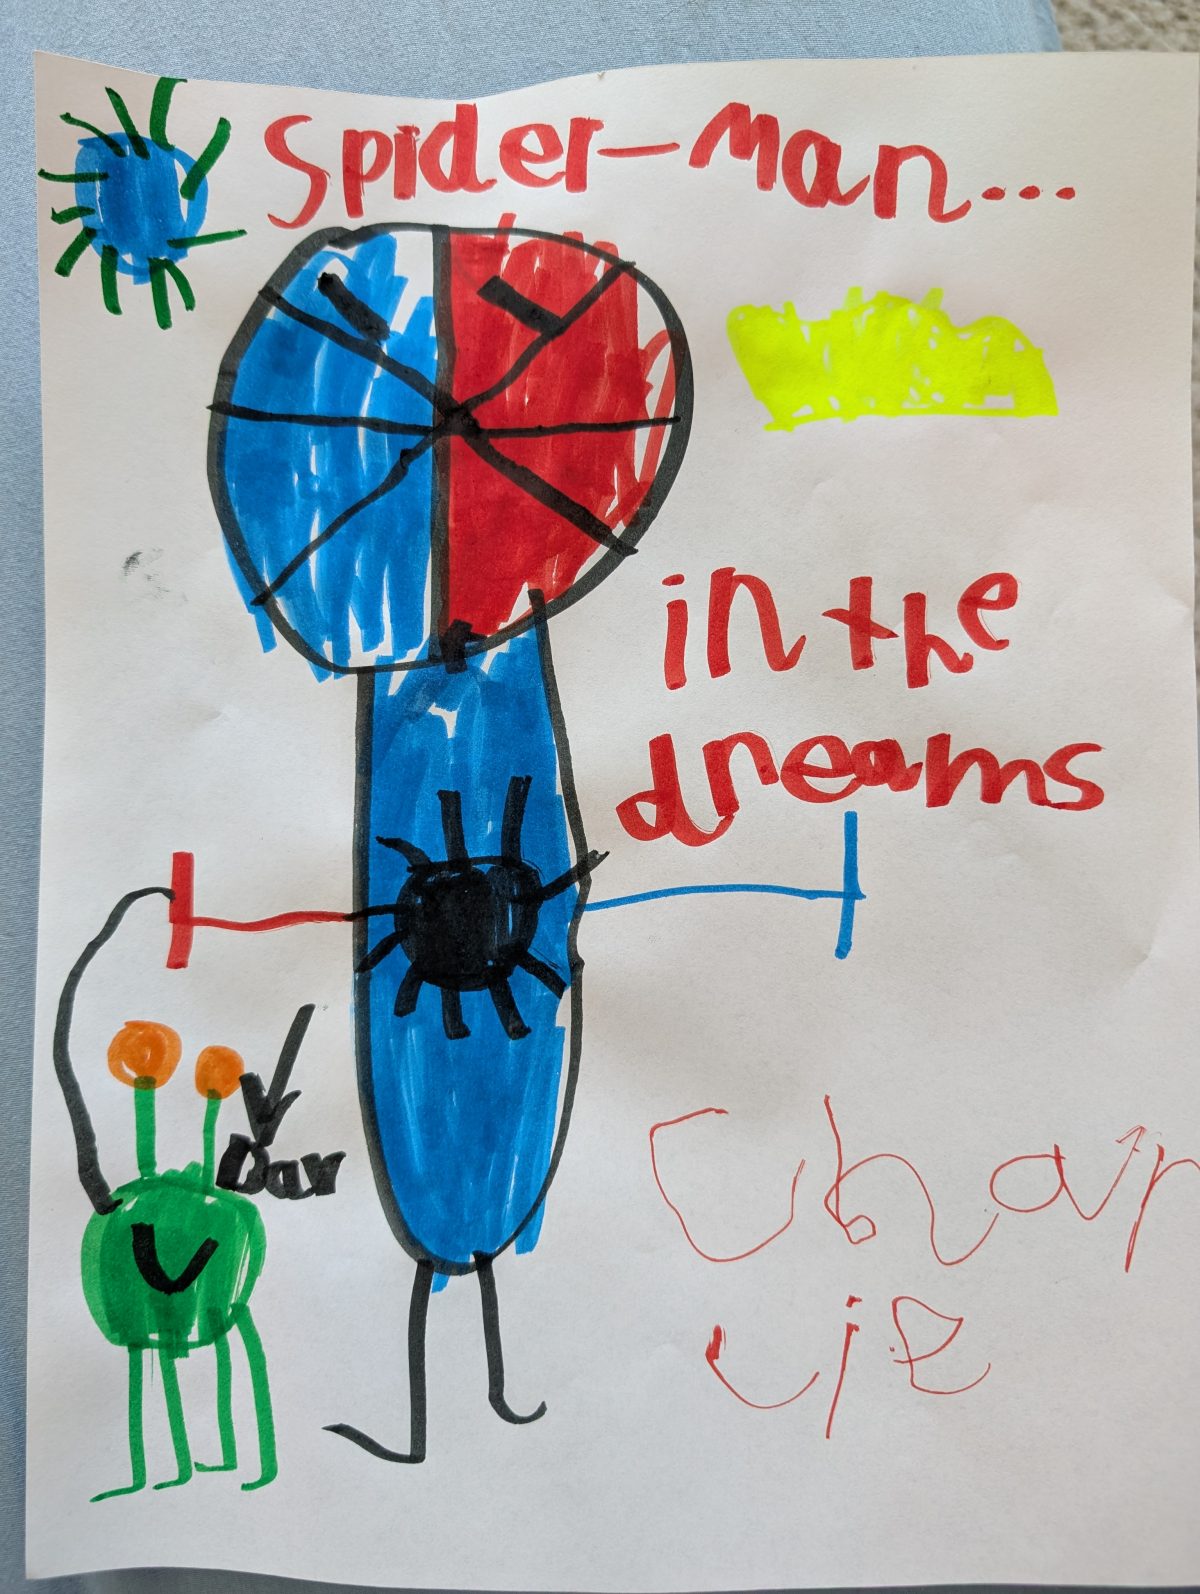 Spider-Man...
in the
dreams
Dav
Char
lie